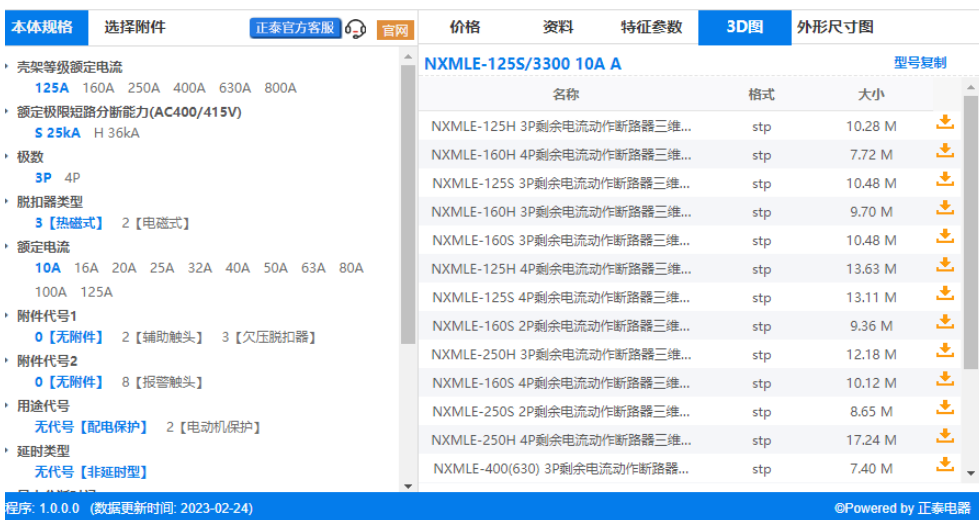 本体规格 选择附件 正泰官方客服 官网
壳架等级额定电流
125A 160A 250A 400A 630A 800A
额定极限短路分断能力(AC400/415V)
S 25kA H 36kA
极数
3P 4P
脱扣器类型
3【热磁式】 2【电磁式】
额定电流
10A 16A 20A 25A 32A 40A 50A 63A 80A
100A 125A
附件代号1
0【无附件】 2【辅助触头】 3【欠压脱扣器】
附件代号2
0【无附件】 8【报警触头】
用途代号
无代号【配电保护】 2【电动机保护】
延时类型
无代号【非延时型】
价格 资料 特征参数 3D图 外形尺寸图
NXMLE-125S/3300 10A A 型号复制
名称 格式 大小
NXMLE-125H 3P剩余电流动作断路器三维... stp 10.28 M
NXMLE-160H 4P剩余电流动作断路器三维... stp 7.72 M
NXMLE-125S 3P剩余电流动作断路器三维... stp 10.48 M
NXMLE-160H 3P剩余电流动作断路器三维... stp 9.70 M
NXMLE-160S 3P剩余电流动作断路器三维... stp 10.48 M
NXMLE-125H 4P剩余电流动作断路器三维... stp 13.63 M
NXMLE-125S 4P剩余电流动作断路器三维... stp 13.11 M
NXMLE-160S 2P剩余电流动作断路器三维... stp 9.36 M
NXMLE-250H 3P剩余电流动作断路器三维... stp 12.18 M
NXMLE-160S 4P剩余电流动作断路器三维... stp 10.12 M
NXMLE-250S 2P剩余电流动作断路器三维... stp 8.65 M
NXMLE-250H 4P剩余电流动作断路器三维... stp 17.24 M
NXMLE-400(630) 3P剩余电流动作断路器... stp 7.40 M
程序: 1.0.0.0 (数据更新时间: 2023-02-24) ©Powered by 正泰电器